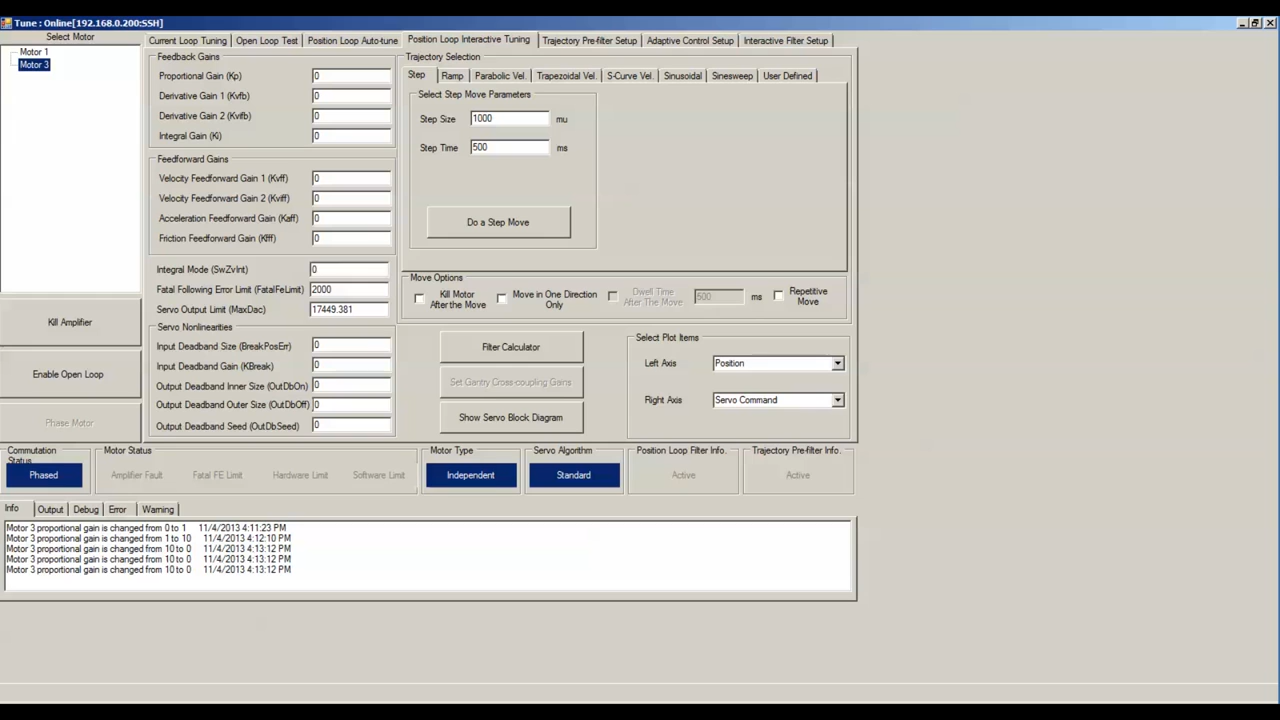 Tune : Online[192.168.0.200:SSH]
Select Motor
Motor 1
Motor 3
Kill Amplifier
Enable Open Loop
Phase Motor
Current Loop Tuning
Open Loop Test
Position Loop Auto-tune
Position Loop Interactive Tuning
Trajectory Pre-filter Setup
Adaptive Control Setup
Interactive Filter Setup
Feedback Gains
Proportional Gain (Kp) 0
Derivative Gain 1 (Kvfb) 0
Derivative Gain 2 (Kvifb) 0
Integral Gain (Ki) 0
Feedforward Gains
Velocity Feedforward Gain 1 (Kvff) 0
Velocity Feedforward Gain 2 (Kviff) 0
Acceleration Feedforward Gain (Kaff) 0
Friction Feedforward Gain (Kfff) 0
Integral Mode (SwZvInt) 0
Fatal Following Error Limit (FatalFeLimit) 2000
Servo Output Limit (MaxDac) 17449.381
Servo Nonlinearities
Input Deadband Size (BreakPosErr) 0
Input Deadband Gain (KBreak) 0
Output Deadband Inner Size (OutDbOn) 0
Output Deadband Outer Size (OutDbOff) 0
Output Deadband Seed (OutDbSeed) 0
Trajectory Selection
Step
Ramp
Parabolic Vel.
Trapezoidal Vel.
S-Curve Vel.
Sinusoidal
Sinesweep
User Defined
Select Step Move Parameters
Step Size 1000 mu
Step Time 500 ms
Do a Step Move
Move Options
Kill Motor
After the Move
Move in One Direction
Only
Dwell Time
After The Move
500 ms
Repetitive
Move
Filter Calculator
Set Gantry Cross-coupling Gains
Show Servo Block Diagram
Select Plot Items
Left Axis Position
Right Axis Servo Command
Commutation
Status
Phased
Motor Status
Amplifier Fault
Fatal FE Limit
Hardware Limit
Software Limit
Motor Type
Independent
Servo Algorithm
Standard
Position Loop Filter Info.
Active
Trajectory Pre-filter Info.
Active
Info
Output
Debug
Error
Warning
Motor 3 proportional gain is changed from 0 to 1 11/4/2013 4:11:23 PM
Motor 3 proportional gain is changed from 1 to 10 11/4/2013 4:12:10 PM
Motor 3 proportional gain is changed from 10 to 0 11/4/2013 4:13:12 PM
Motor 3 proportional gain is changed from 10 to 0 11/4/2013 4:13:12 PM
Motor 3 proportional gain is changed from 10 to 0 11/4/2013 4:13:12 PM